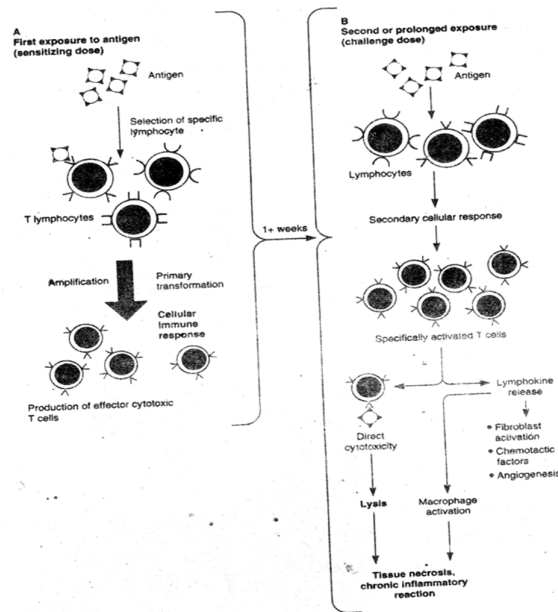 A
First exposure to antigen
(sensitizing dose)
Antigen
Selection of specific
lymphocyte
T lymphocytes
Amplification
Primary
transformation
Cellular
immune
response
Production of effector cytotoxic
T cells
1+ weeks
B
Second or prolonged exposure
(challenge dose)
Antigen
Lymphocytes
Secondary cellular response
Specifically activated T cells
Direct
cytotoxicity
Lymphokine
release
• Fibroblast
activation
• Chemotactic
factors
• Angiogenesis
Lysis
Macrophage
activation
Tissue necrosis,
chronic inflammatory
reaction